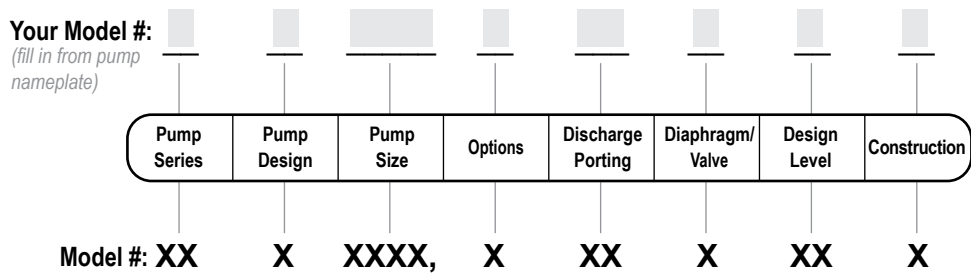 Your Model #:
(fill in from pump
nameplate)
Pump Series
Pump Design
Pump Size
Options
Discharge Porting
Diaphragm/ Valve
Design Level
Construction
Model #: XX X XXXX, X XX X XX X